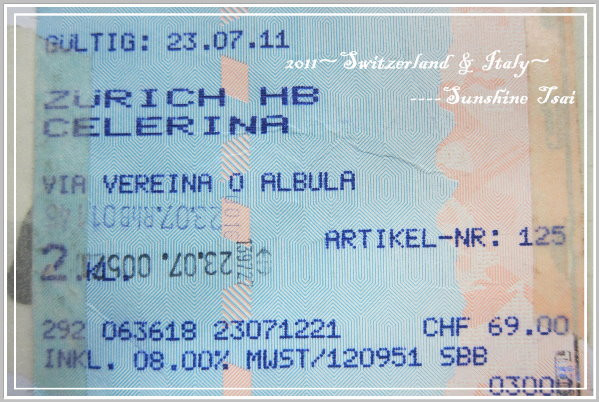 GÜLTIG: 23.07.11
2011~Switzerland & Italy~
----Sunshine Tsai
ZÜRICH HB
CELERINA
VIA VEREINA O ALBULA
ARTIKEL-NR: 125
2. KL.
292 063618 23071221 CHF 69.00
INKL. 08.00% MWST/120951 SBB